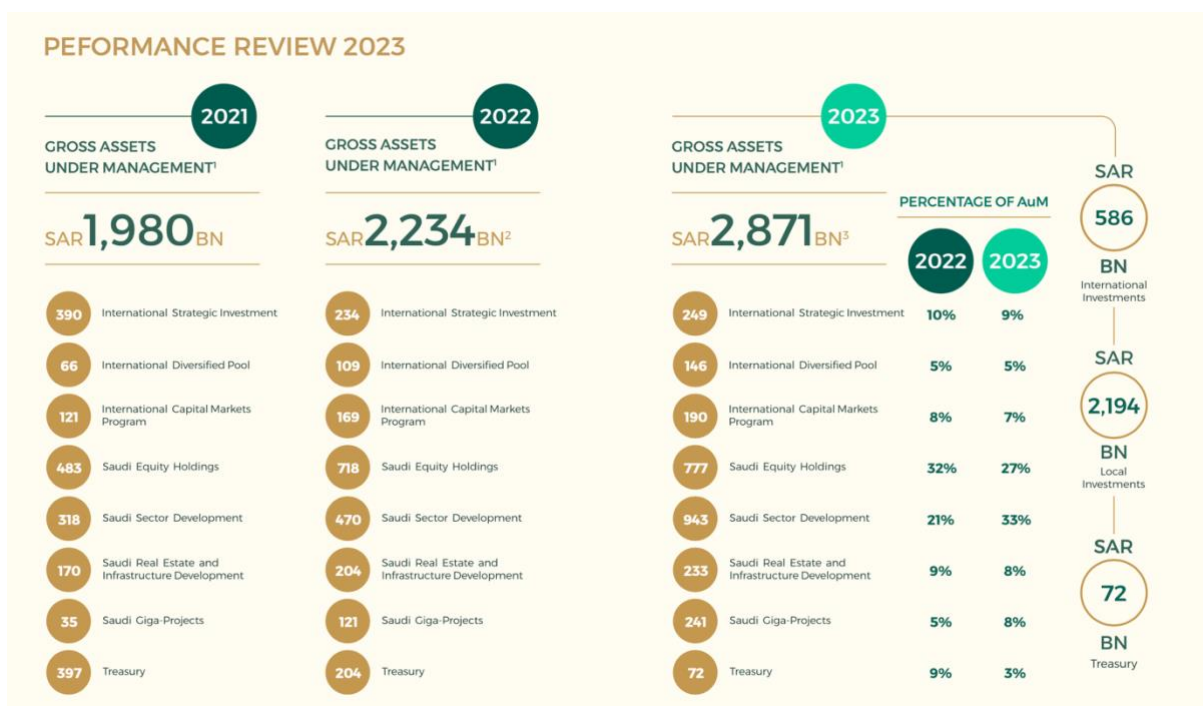 PEFORMANCE REVIEW 2023
2021
GROSS ASSETS
UNDER MANAGEMENT¹
SAR1,980BN
390 International Strategic Investment
66 International Diversified Pool
121 International Capital Markets
Program
483 Saudi Equity Holdings
318 Saudi Sector Development
170 Saudi Real Estate and
Infrastructure Development
35 Saudi Giga-Projects
397 Treasury
2022
GROSS ASSETS
UNDER MANAGEMENT¹
SAR2,234BN²
234 International Strategic Investment
109 International Diversified Pool
169 International Capital Markets
Program
718 Saudi Equity Holdings
470 Saudi Sector Development
204 Saudi Real Estate and
Infrastructure Development
121 Saudi Giga-Projects
204 Treasury
2023
GROSS ASSETS
UNDER MANAGEMENT¹
SAR2,871BN³
PERCENTAGE OF AuM
2022 2023
249 International Strategic Investment 10% 9%
146 International Diversified Pool 5% 5%
190 International Capital Markets
Program 8% 7%
777 Saudi Equity Holdings 32% 27%
943 Saudi Sector Development 21% 33%
233 Saudi Real Estate and
Infrastructure Development 9% 8%
241 Saudi Giga-Projects 5% 8%
72 Treasury 9% 3%
SAR
586
BN
International
Investments
SAR
2,194
BN
Local
Investments
SAR
72
BN
Treasury